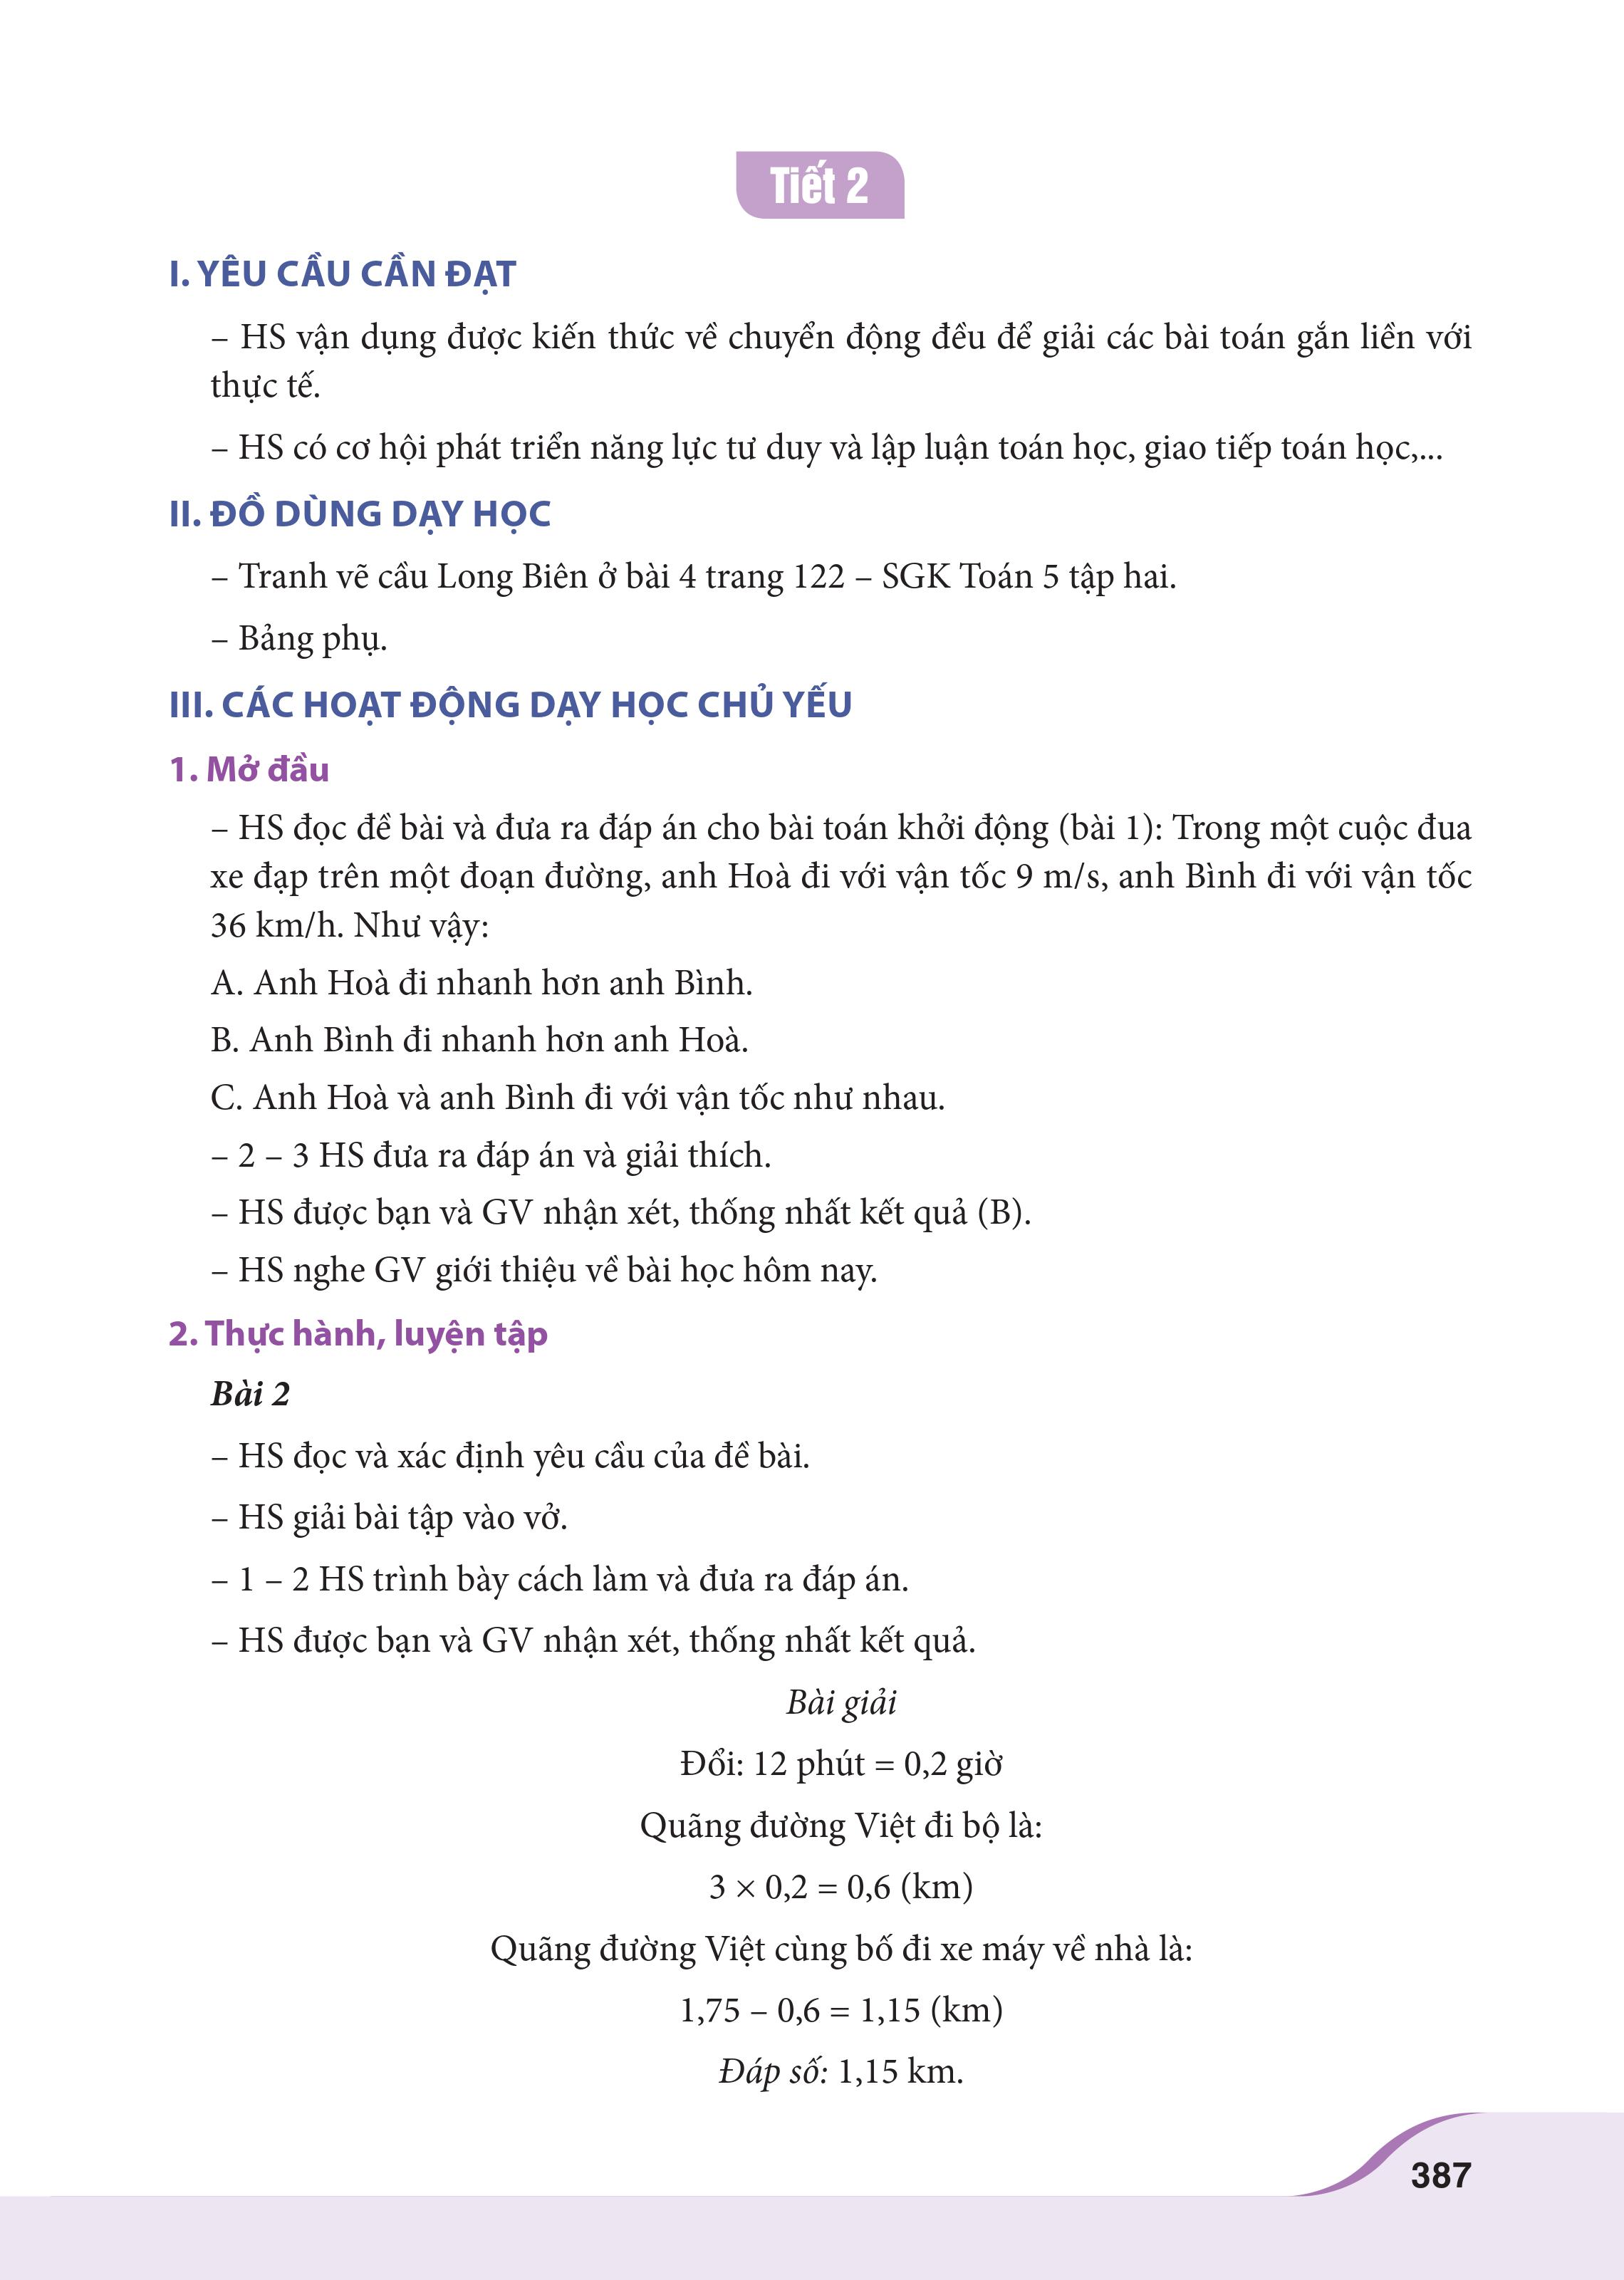 Tiết 2
I. YÊU CẦU CẦN ĐẠT
– HS vận dụng được kiến thức về chuyển động đều để giải các bài toán gắn liền với
thực tế.
– HS có cơ hội phát triển năng lực tư duy và lập luận toán học, giao tiếp toán học,...
II. ĐỒ DÙNG DẠY HỌC
– Tranh vẽ cầu Long Biên ở bài 4 trang 122 – SGK Toán 5 tập hai.
– Bảng phụ.
III. CÁC HOẠT ĐỘNG DẠY HỌC CHỦ YẾU
1. Mở đầu
– HS đọc đề bài và đưa ra đáp án cho bài toán khởi động (bài 1): Trong một cuộc đua
xe đạp trên một đoạn đường, anh Hoà đi với vận tốc 9 m/s, anh Bình đi với vận tốc
36 km/h. Như vậy:
A. Anh Hoà đi nhanh hơn anh Bình.
B. Anh Bình đi nhanh hơn anh Hoà.
C. Anh Hoà và anh Bình đi với vận tốc như nhau.
– 2 – 3 HS đưa ra đáp án và giải thích.
– HS được bạn và GV nhận xét, thống nhất kết quả (B).
– HS nghe GV giới thiệu về bài học hôm nay.
2. Thực hành, luyện tập
Bài 2
– HS đọc và xác định yêu cầu của đề bài.
– HS giải bài tập vào vở.
– 1 – 2 HS trình bày cách làm và đưa ra đáp án.
– HS được bạn và GV nhận xét, thống nhất kết quả.
Bài giải
Đổi: 12 phút = 0,2 giờ
Quãng đường Việt đi bộ là:
3 × 0,2 = 0,6 (km)
Quãng đường Việt cùng bố đi xe máy về nhà là:
1,75 – 0,6 = 1,15 (km)
Đáp số: 1,15 km.
387